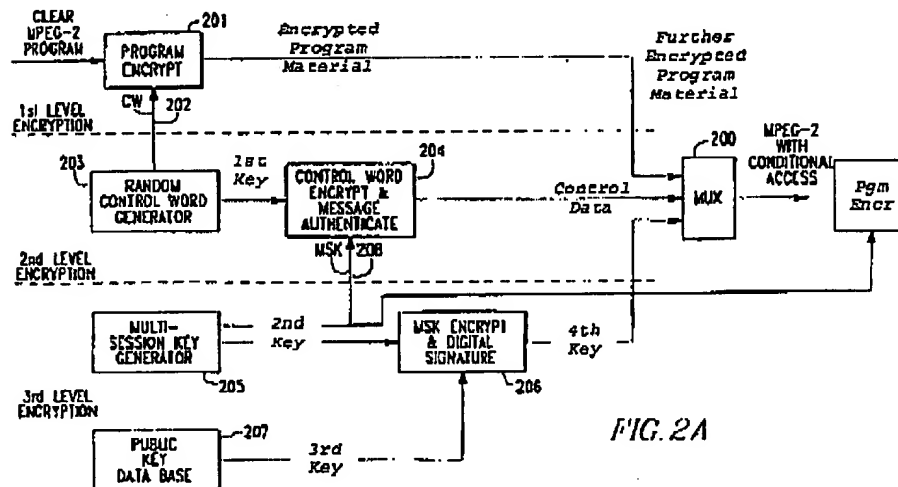 CLEAR
MPEG-2
PROGRAM
201
PROGRAM
ENCRYPT
Encrypted
Program
Material
Further
Encrypted
Program
Material
CW
202
1st LEVEL
ENCRYPTION
203
RANDOM
CONTROL WORD
GENERATOR
1st
Key
204
CONTROL WORD
ENCRYPT &
MESSAGE
AUTHENTICATE
Control
Data
200
MUX
MPEG-2
WITH
CONDITIONAL
ACCESS
Pgm
Encr
MSK
208
2nd LEVEL
ENCRYPTION
MULTI-
SESSION KEY
GENERATOR
205
2nd
Key
MSK ENCRYPT
& DIGITAL
SIGNATURE
206
4th
Key
3rd LEVEL
ENCRYPTION
207
PUBLIC
KEY
DATA BASE
3rd
Key
FIG. 2A